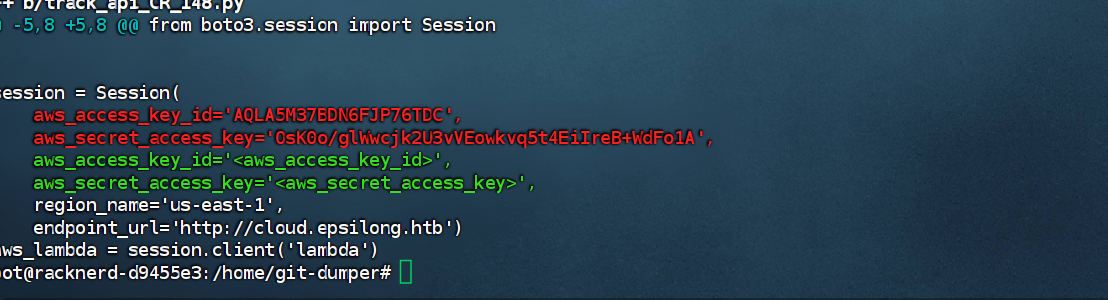 ++ b/track_api_CR_148.py
@ -5,8 +5,8 @@ from boto3.session import Session
session = Session(
aws_access_key_id='AQLA5M37BDN6FJP76TDC',
aws_secret_access_key='OsK0o/glWwcjk2U3vVEowkvq5t4EiIreB+WdFo1A',
aws_access_key_id='<aws_access_key_id>',
aws_secret_access_key='<aws_secret_access_key>',
region_name='us-east-1',
endpoint_url='http://cloud.epsilong.htb')
aws_lambda = session.client('lambda')
oot@racknerd-d9455e3:/home/git-dumper#